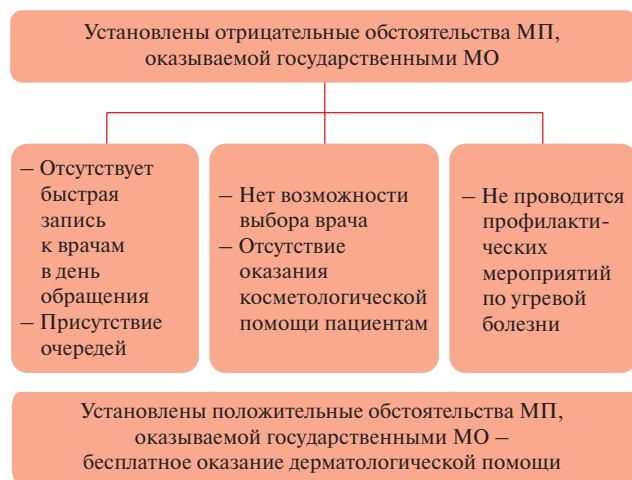 Установлены отрицательные обстоятельства МП,
оказываемой государственными МО
– Отсутствует
быстрая
запись
к врачам
в день
обращения
– Присутствие
очередей
– Нет возможности
выбора врача
– Отсутствие
оказания
косметологической
помощи пациентам
– Не проводится
профилакти-
ческих
мероприятий
по угревой
болезни
Установлены положительные обстоятельства МП,
оказываемой государственными МО –
бесплатное оказание дерматологической помощи